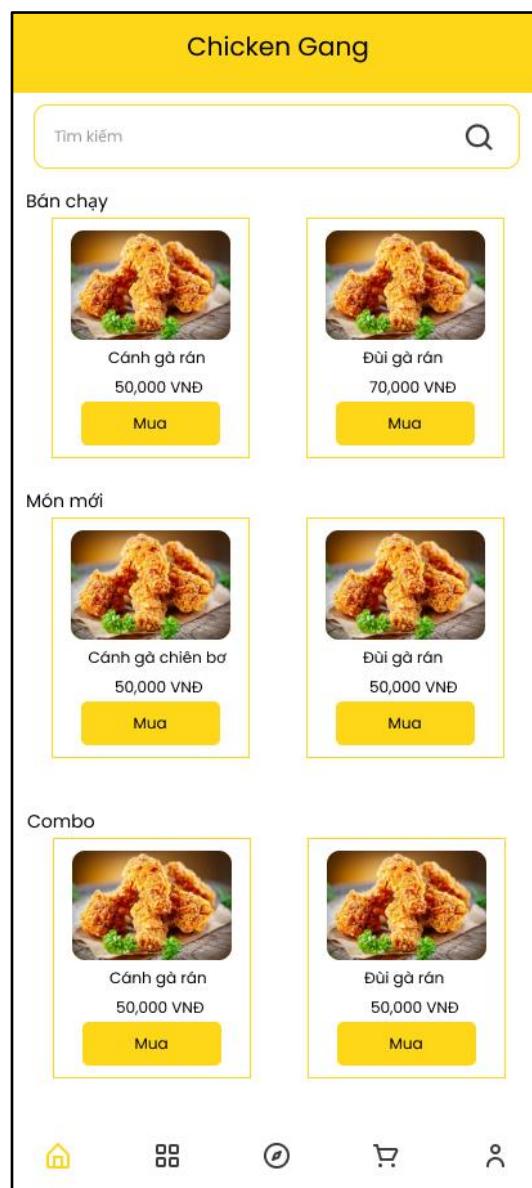 Chicken Gang
Tìm kiếm
Bán chạy
Cánh gà rán
50,000 VNĐ
Mua
Đùi gà rán
70,000 VNĐ
Mua
Món mới
Cánh gà chiên bơ
50,000 VNĐ
Mua
Đùi gà rán
50,000 VNĐ
Mua
Combo
Cánh gà rán
50,000 VNĐ
Mua
Đùi gà rán
50,000 VNĐ
Mua